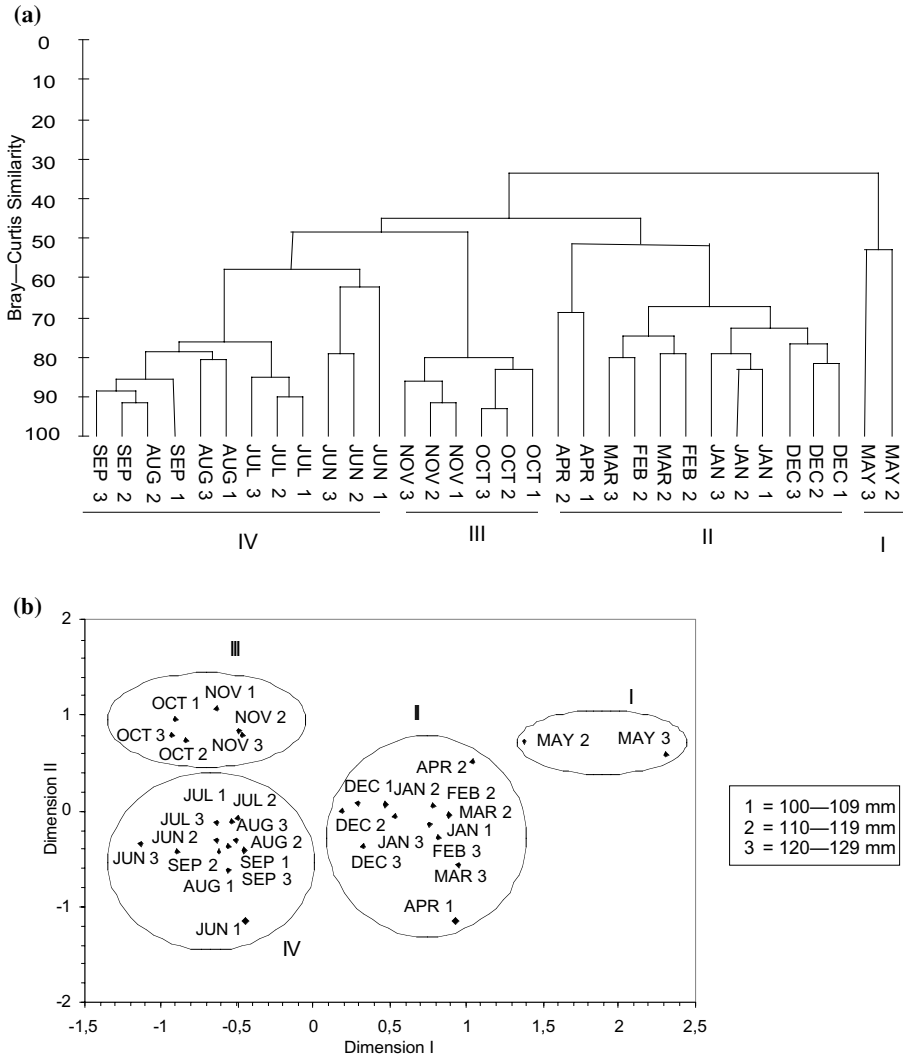 (a)
0
10
20
30
40
50
60
70
80
90
100
Bray—Curtis Similarity
SEP 3
SEP 2
AUG 2
SEP 1
AUG 3
AUG 1
JUL 3
JUL 2
JUL 1
JUN 3
JUN 2
JUN 1
NOV 3
NOV 2
NOV 1
OCT 3
OCT 2
OCT 1
APR 2
APR 1
MAR 3
FEB 2
MAR 2
FEB 2
JAN 3
JAN 2
JAN 1
DEC 3
DEC 2
DEC 1
MAY 3
MAY 2
IV
III
II
I
(b)
2
1
0
-1
-2
Dimension II
III
OCT 1
NOV 1
NOV 2
OCT 3
OCT 2
NOV 3
II
I
MAY 2
MAY 3
APR 2
DEC 1
JAN 2
FEB 2
MAR 2
DEC 2
JAN 3
JAN 1
DEC 3
FEB 3
MAR 3
APR 1
JUL 1
JUL 2
JUL 3
AUG 3
JUN 2
AUG 2
JUN 3
SEP 2
SEP 1
AUG 1
SEP 3
JUN 1
IV
-1,5
-1
-0,5
0
0,5
1
1,5
2
2,5
Dimension I
1 = 100—109 mm
2 = 110—119 mm
3 = 120—129 mm